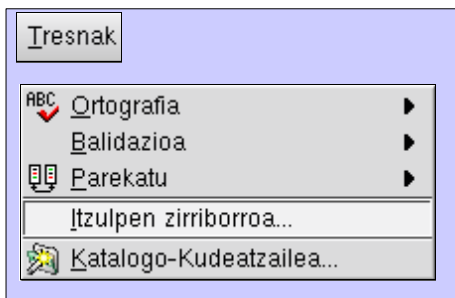 Tresnak
ABC Ortografia
Balidazioa
Parekatu
Itzulpen zirriborroa...
Katalogo-Kudeatzailea...